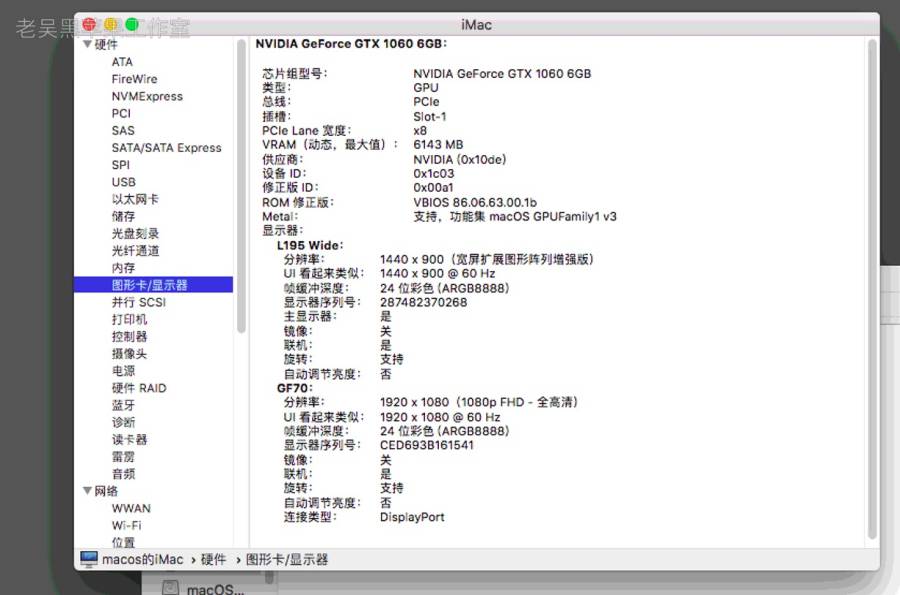 老吴黑苹果工作室
iMac
硬件
ATA
FireWire
NVMExpress
PCI
SAS
SATA/SATA Express
SPI
USB
以太网卡
储存
光盘刻录
光纤通道
内存
图形卡/显示器
并行 SCSI
打印机
控制器
摄像头
电源
硬件 RAID
蓝牙
诊断
读卡器
雷雳
音频
网络
WWAN
Wi-Fi
位置
NVIDIA GeForce GTX 1060 6GB：
芯片组型号： NVIDIA GeForce GTX 1060 6GB
类型： GPU
总线： PCIe
插槽： Slot-1
PCIe Lane 宽度： x8
VRAM（动态，最大值）： 6143 MB
供应商： NVIDIA (0x10de)
设备 ID： 0x1c03
修正版 ID： 0x00a1
ROM 修正版： VBIOS 86.06.63.00.1b
Metal： 支持，功能集 macOS GPUFamily1 v3
显示器：
L195 Wide：
分辨率： 1440 x 900（宽屏扩展图形阵列增强版）
UI 看起来类似： 1440 x 900 @ 60 Hz
帧缓冲深度： 24 位彩色 (ARGB8888)
显示器序列号： 287482370268
主显示器： 是
镜像： 关
联机： 是
旋转： 支持
自动调节亮度： 否
GF70：
分辨率： 1920 x 1080（1080p FHD - 全高清）
UI 看起来类似： 1920 x 1080 @ 60 Hz
帧缓冲深度： 24 位彩色 (ARGB8888)
显示器序列号： CED693B161541
镜像： 关
联机： 是
旋转： 支持
自动调节亮度： 否
连接类型： DisplayPort
macos的iMac › 硬件 › 图形卡/显示器
macOS...